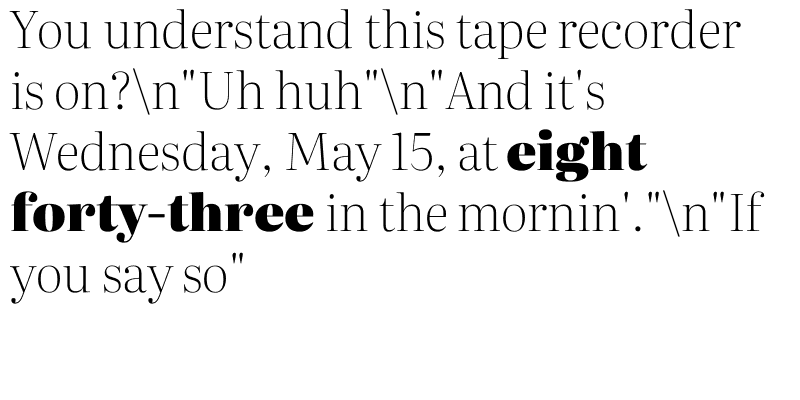 You understand this tape recorder
is on?\n"Uh huh"\n"And it's
Wednesday, May 15, at eight
forty-three in the mornin'."\n"If
you say so"